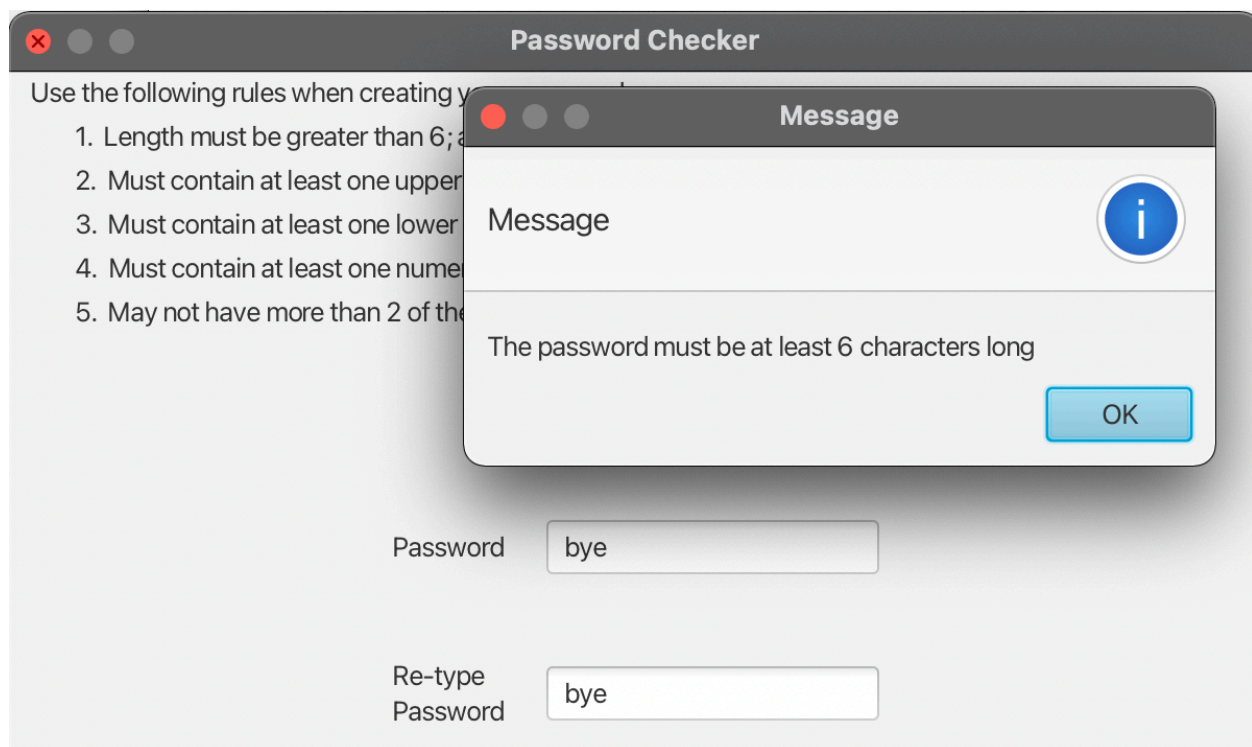 Password Checker
Use the following rules when creating
1. Length must be greater than 6;
2. Must contain at least one upper
3. Must contain at least one lower
4. Must contain at least one
5. May not have more than 2 of the
Message
Message
i
The password must be at least 6 characters long
OK
Password bye
Re-type
Password bye